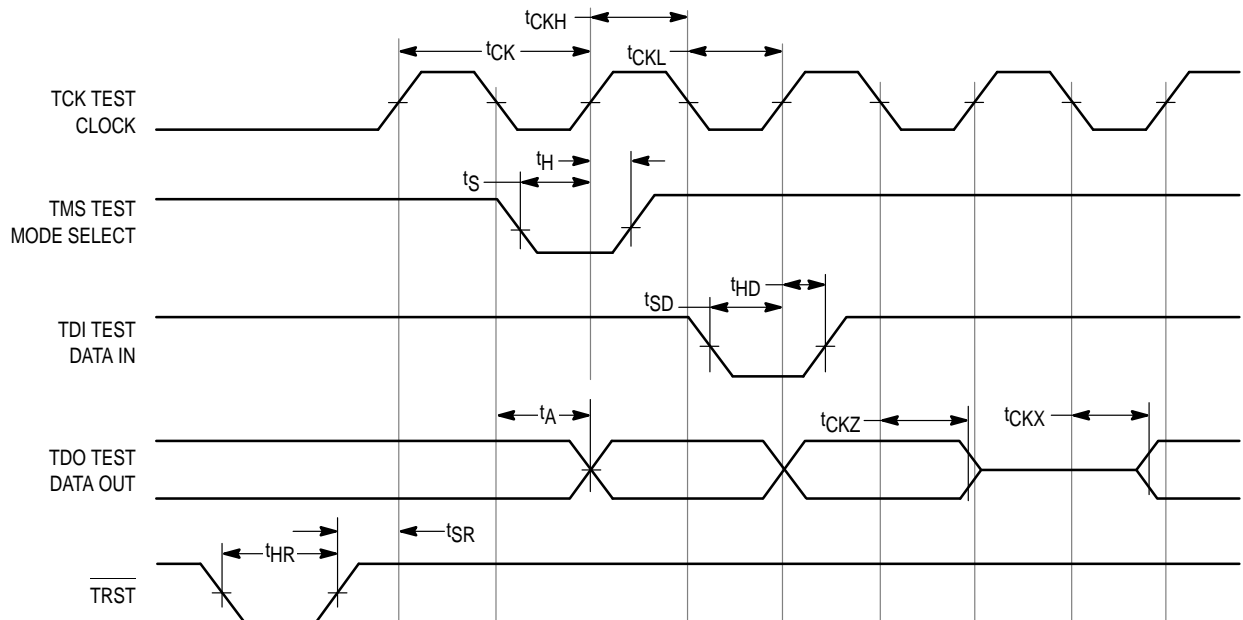 tCKH
tCK
tCKL
TCK TEST
CLOCK
tH
tS
TMS TEST
MODE SELECT
tHD
tSD
TDI TEST
DATA IN
tA
tCKZ
tCKX
TDO TEST
DATA OUT
tSR
tHR
TRST